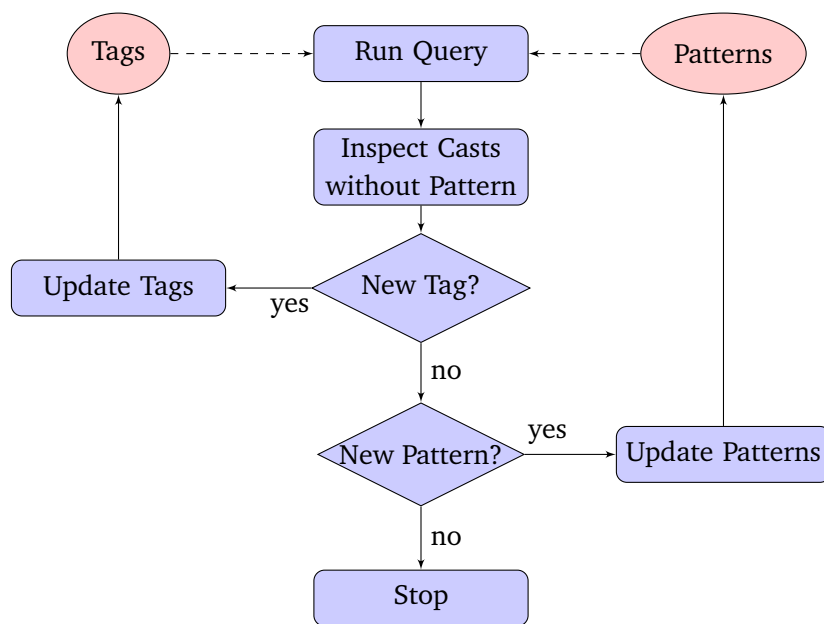 Tags
Run Query
Patterns
Inspect Casts
without Pattern
Update Tags
yes
New Tag?
no
New Pattern?
yes
Update Patterns
no
Stop